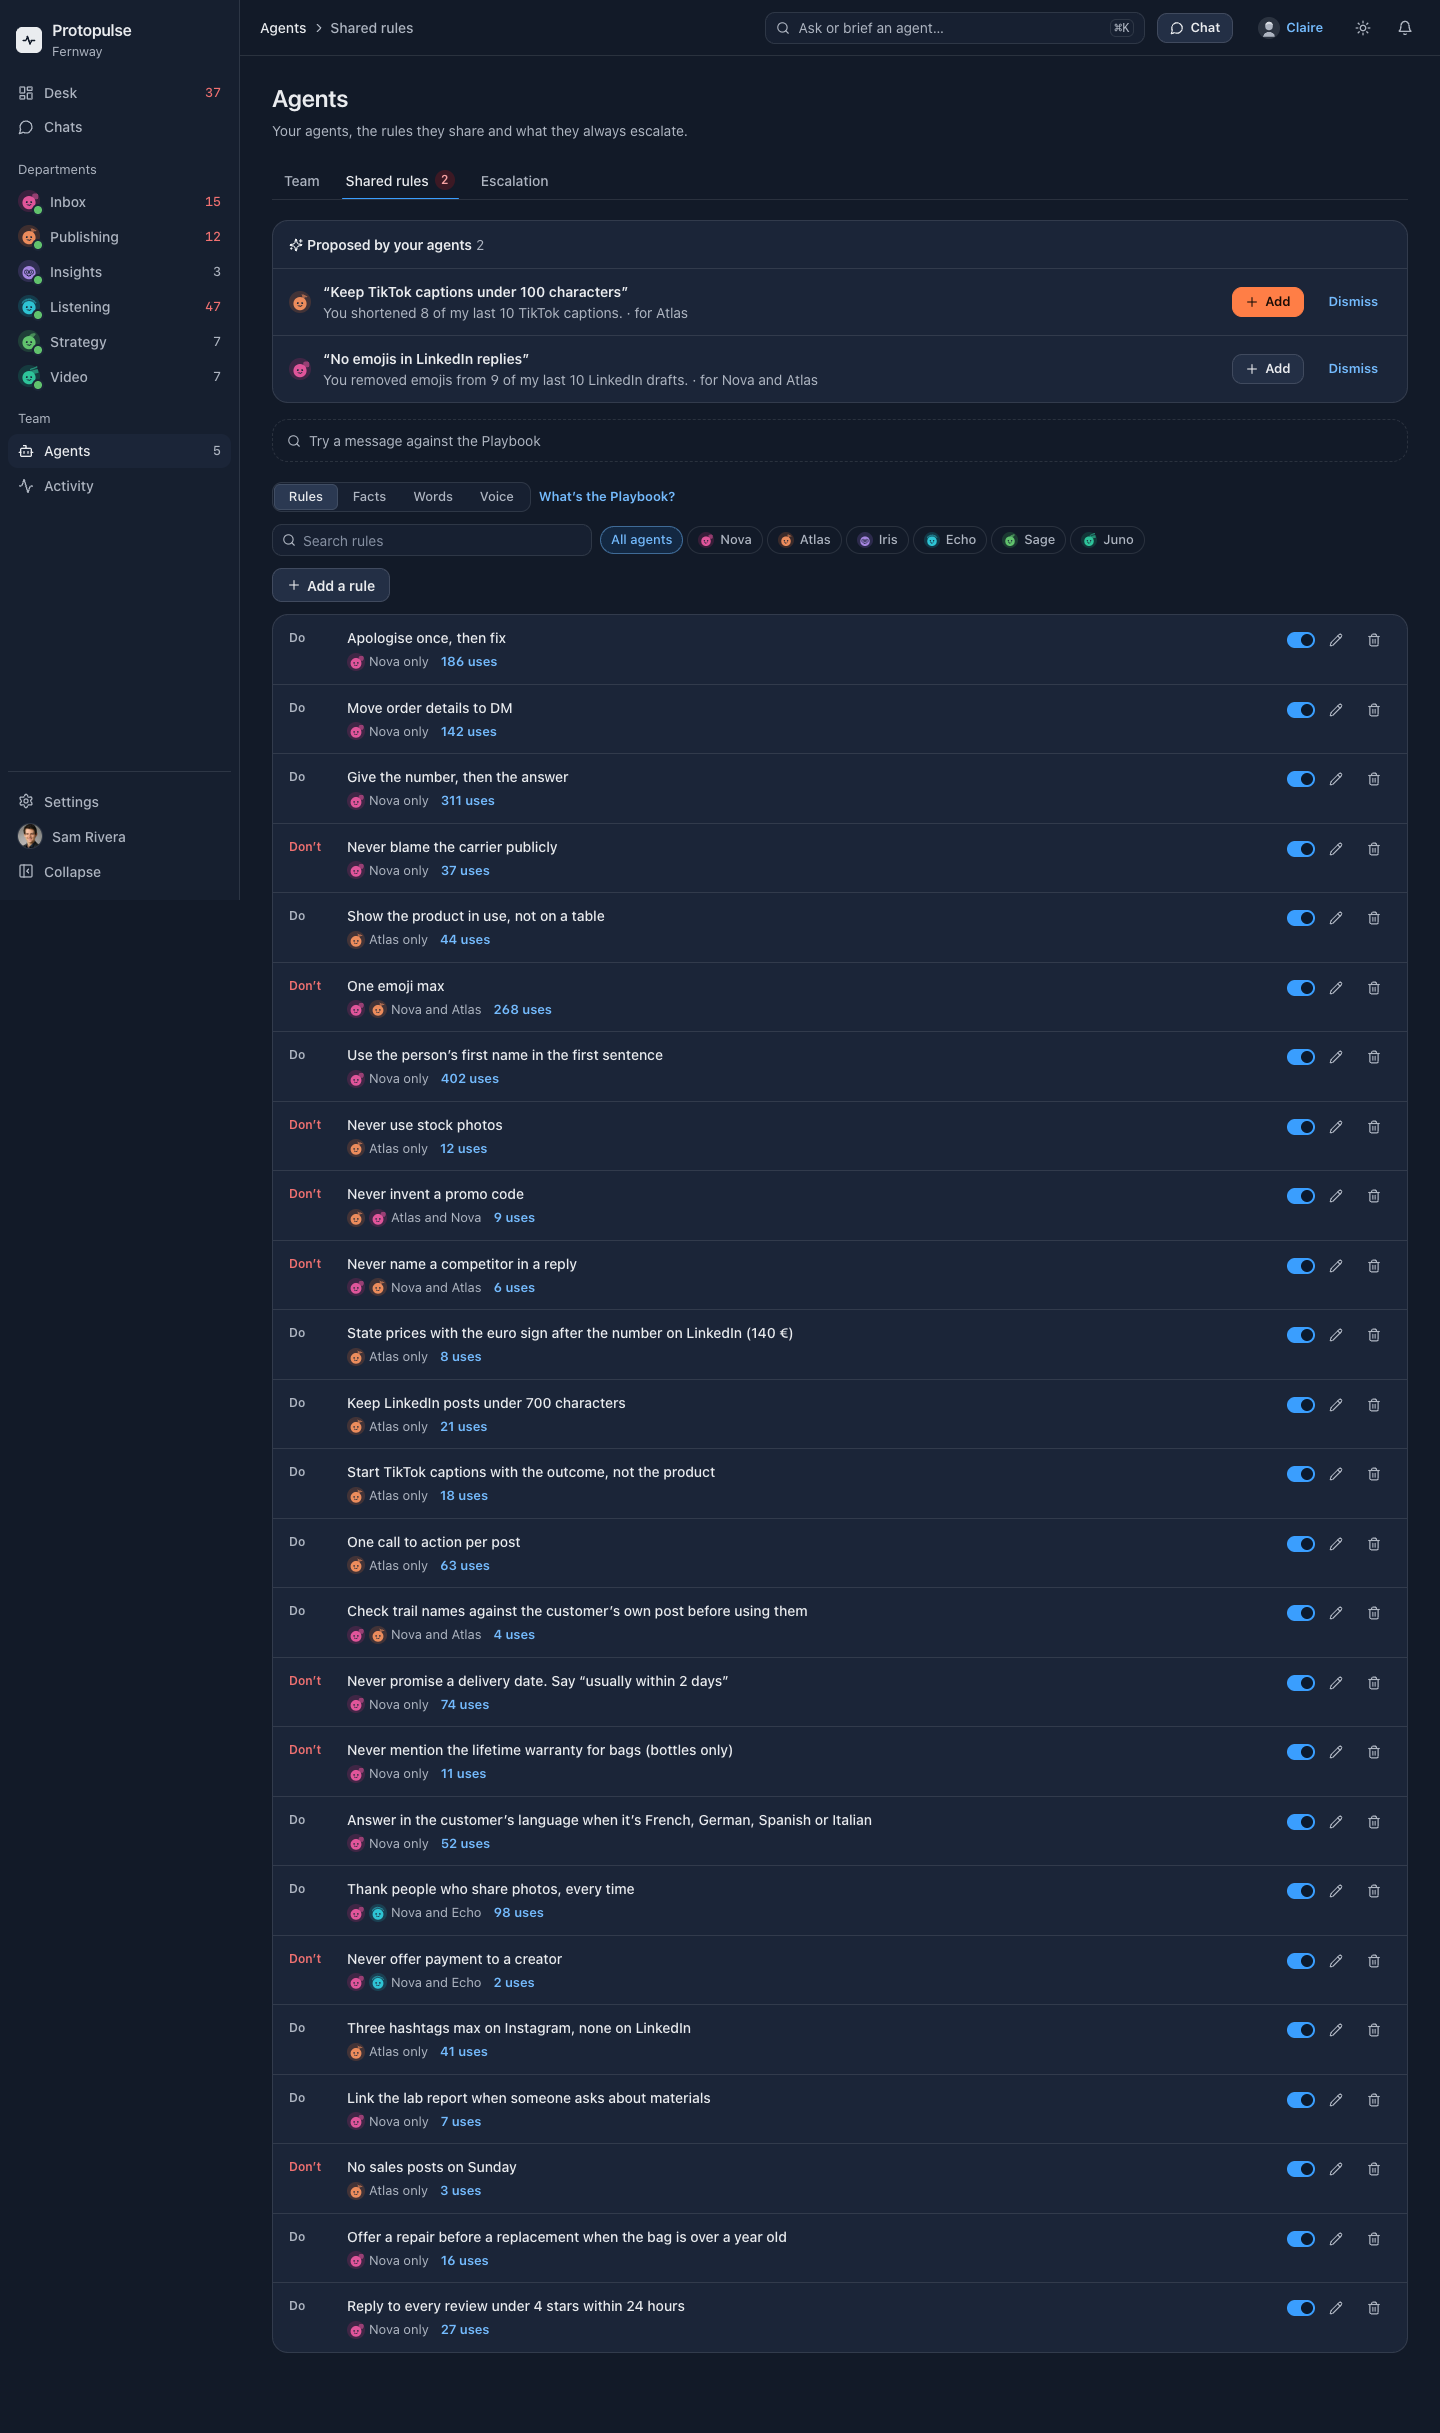 Protopulse
Fernway
Desk 37
Chats
Departments
Inbox 15
Publishing 12
Insights 3
Listening 47
Strategy 7
Video 7
Team
Agents 5
Activity
Settings
Sam Rivera
Collapse
Agents > Shared rules
Ask or brief an agent… ⌘K
Chat
Claire
Agents
Your agents, the rules they share and what they always escalate.
Team Shared rules 2 Escalation
Proposed by your agents 2
“Keep TikTok captions under 100 characters”
You shortened 8 of my last 10 TikTok captions. · for Atlas
+ Add Dismiss
“No emojis in LinkedIn replies”
You removed emojis from 9 of my last 10 LinkedIn drafts. · for Nova and Atlas
+ Add Dismiss
Try a message against the Playbook
Rules Facts Words Voice What’s the Playbook?
Search rules All agents Nova Atlas Iris Echo Sage Juno
+ Add a rule
Do Apologise once, then fix
Nova only 186 uses
Do Move order details to DM
Nova only 142 uses
Do Give the number, then the answer
Nova only 311 uses
Don’t Never blame the carrier publicly
Nova only 37 uses
Do Show the product in use, not on a table
Atlas only 44 uses
Don’t One emoji max
Nova and Atlas 268 uses
Do Use the person’s first name in the first sentence
Nova only 402 uses
Don’t Never use stock photos
Atlas only 12 uses
Don’t Never invent a promo code
Atlas and Nova 9 uses
Don’t Never name a competitor in a reply
Nova and Atlas 6 uses
Do State prices with the euro sign after the number on LinkedIn (140 €)
Atlas only 8 uses
Do Keep LinkedIn posts under 700 characters
Atlas only 21 uses
Do Start TikTok captions with the outcome, not the product
Atlas only 18 uses
Do One call to action per post
Atlas only 63 uses
Do Check trail names against the customer’s own post before using them
Nova and Atlas 4 uses
Don’t Never promise a delivery date. Say “usually within 2 days”
Nova only 74 uses
Don’t Never mention the lifetime warranty for bags (bottles only)
Nova only 11 uses
Do Answer in the customer’s language when it’s French, German, Spanish or Italian
Nova only 52 uses
Do Thank people who share photos, every time
Nova and Echo 98 uses
Don’t Never offer payment to a creator
Nova and Echo 2 uses
Do Three hashtags max on Instagram, none on LinkedIn
Atlas only 41 uses
Do Link the lab report when someone asks about materials
Nova only 7 uses
Don’t No sales posts on Sunday
Atlas only 3 uses
Do Offer a repair before a replacement when the bag is over a year old
Nova only 16 uses
Do Reply to every review under 4 stars within 24 hours
Nova only 27 uses